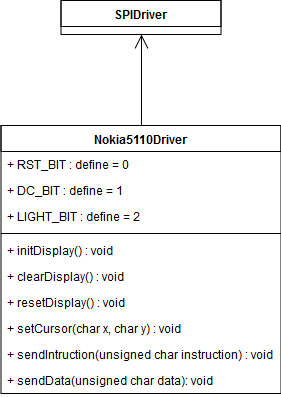 SPIDriver
Nokia5110Driver
+ RST_BIT : define = 0
+ DC_BIT : define = 1
+ LIGHT_BIT : define = 2
+ initDisplay() : void
+ clearDisplay() : void
+ resetDisplay() : void
+ setCursor(char x, char y) : void
+ sendIntruction(unsigned char instruction) : void
+ sendData(unsigned char data): void